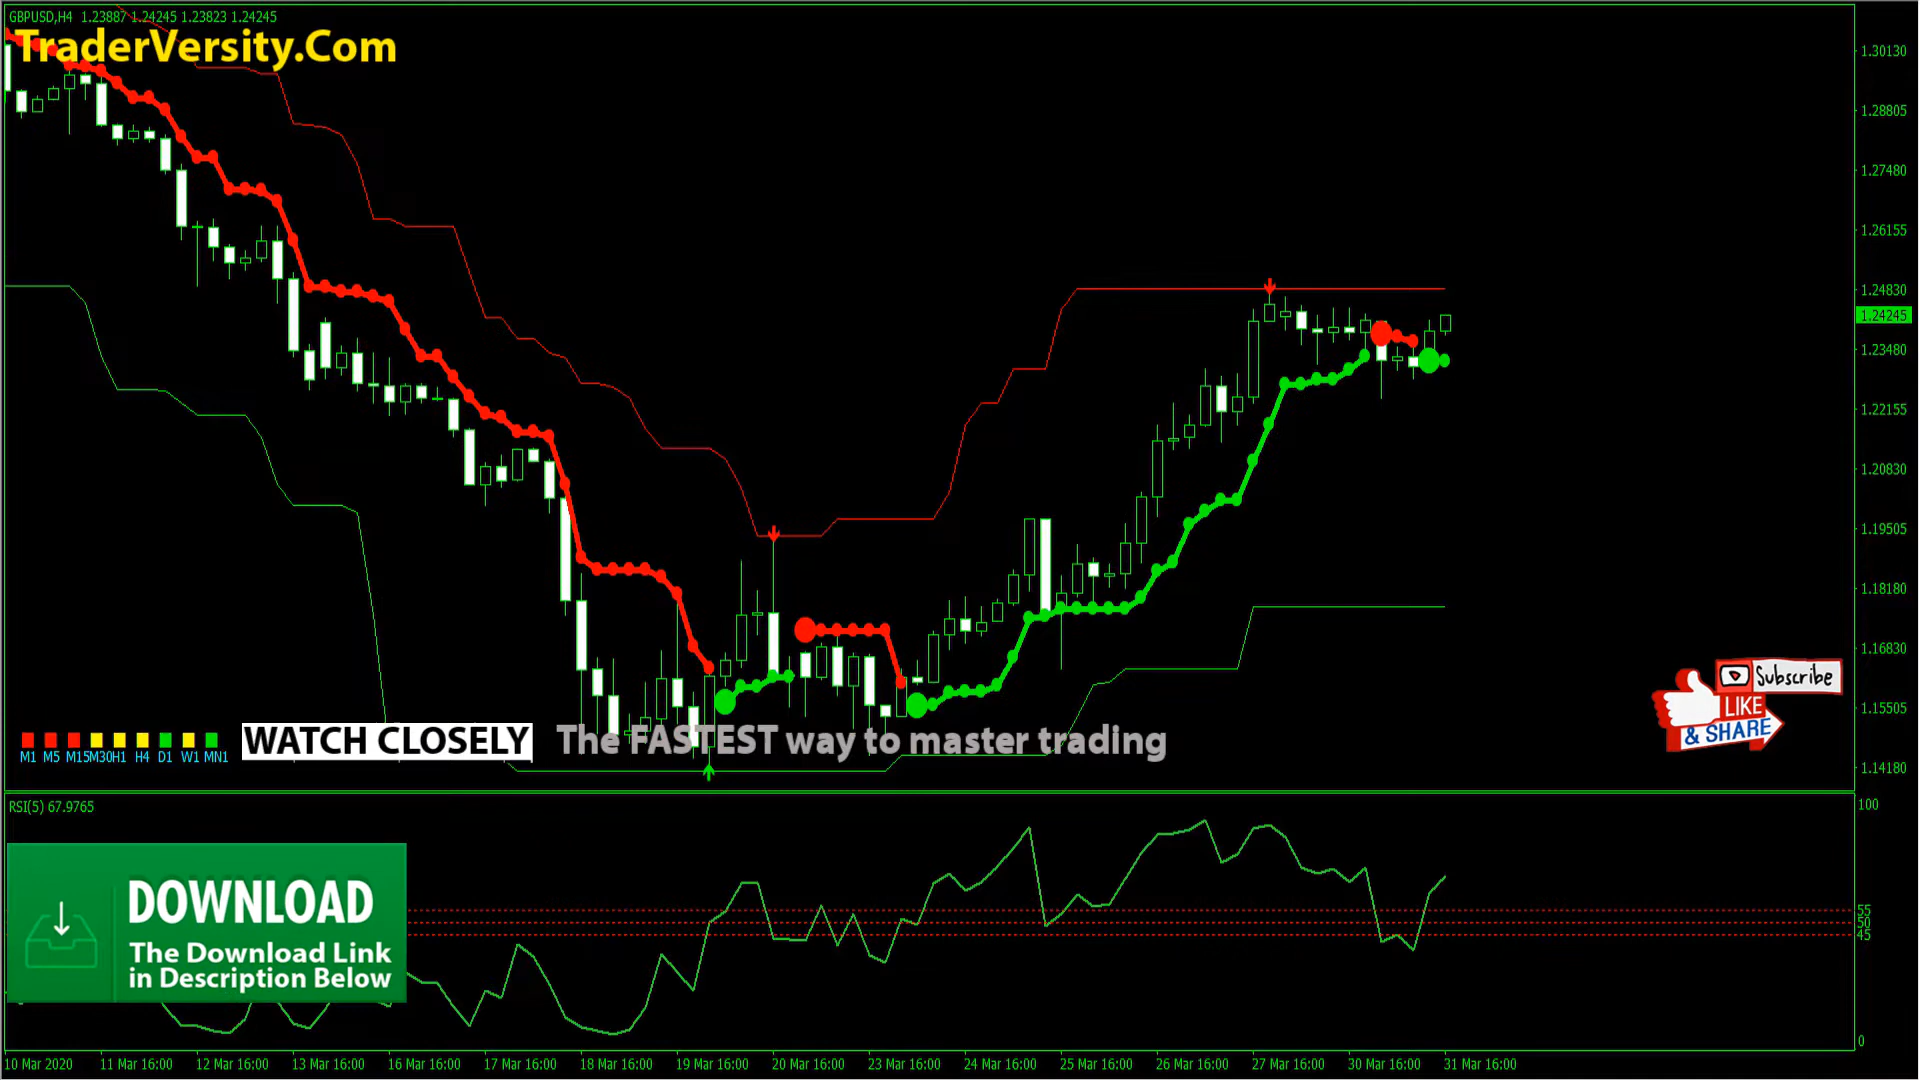 GBPUSD,H4 1.23887 1.24245 1.23823 1.24245
TraderVersity.Com
1.30130
1.28805
1.27480
1.26155
1.24830
1.24245
1.23480
1.22155
1.20830
1.19505
1.18180
1.16830
1.15505
1.14180
Subscribe
LIKE
& SHARE
WATCH CLOSELY The FASTEST way to master trading
M1 M5 M15 M30 H1 H4 D1 W1 MN1
RSI(5) 67.9765
100
55
50
45
0
DOWNLOAD
The Download Link
in Description Below
10 Mar 2020 11 Mar 16:00 12 Mar 16:00 13 Mar 16:00 16 Mar 16:00 17 Mar 16:00 18 Mar 16:00 19 Mar 16:00 20 Mar 16:00 23 Mar 16:00 24 Mar 16:00 25 Mar 16:00 26 Mar 16:00 27 Mar 16:00 30 Mar 16:00 31 Mar 16:00